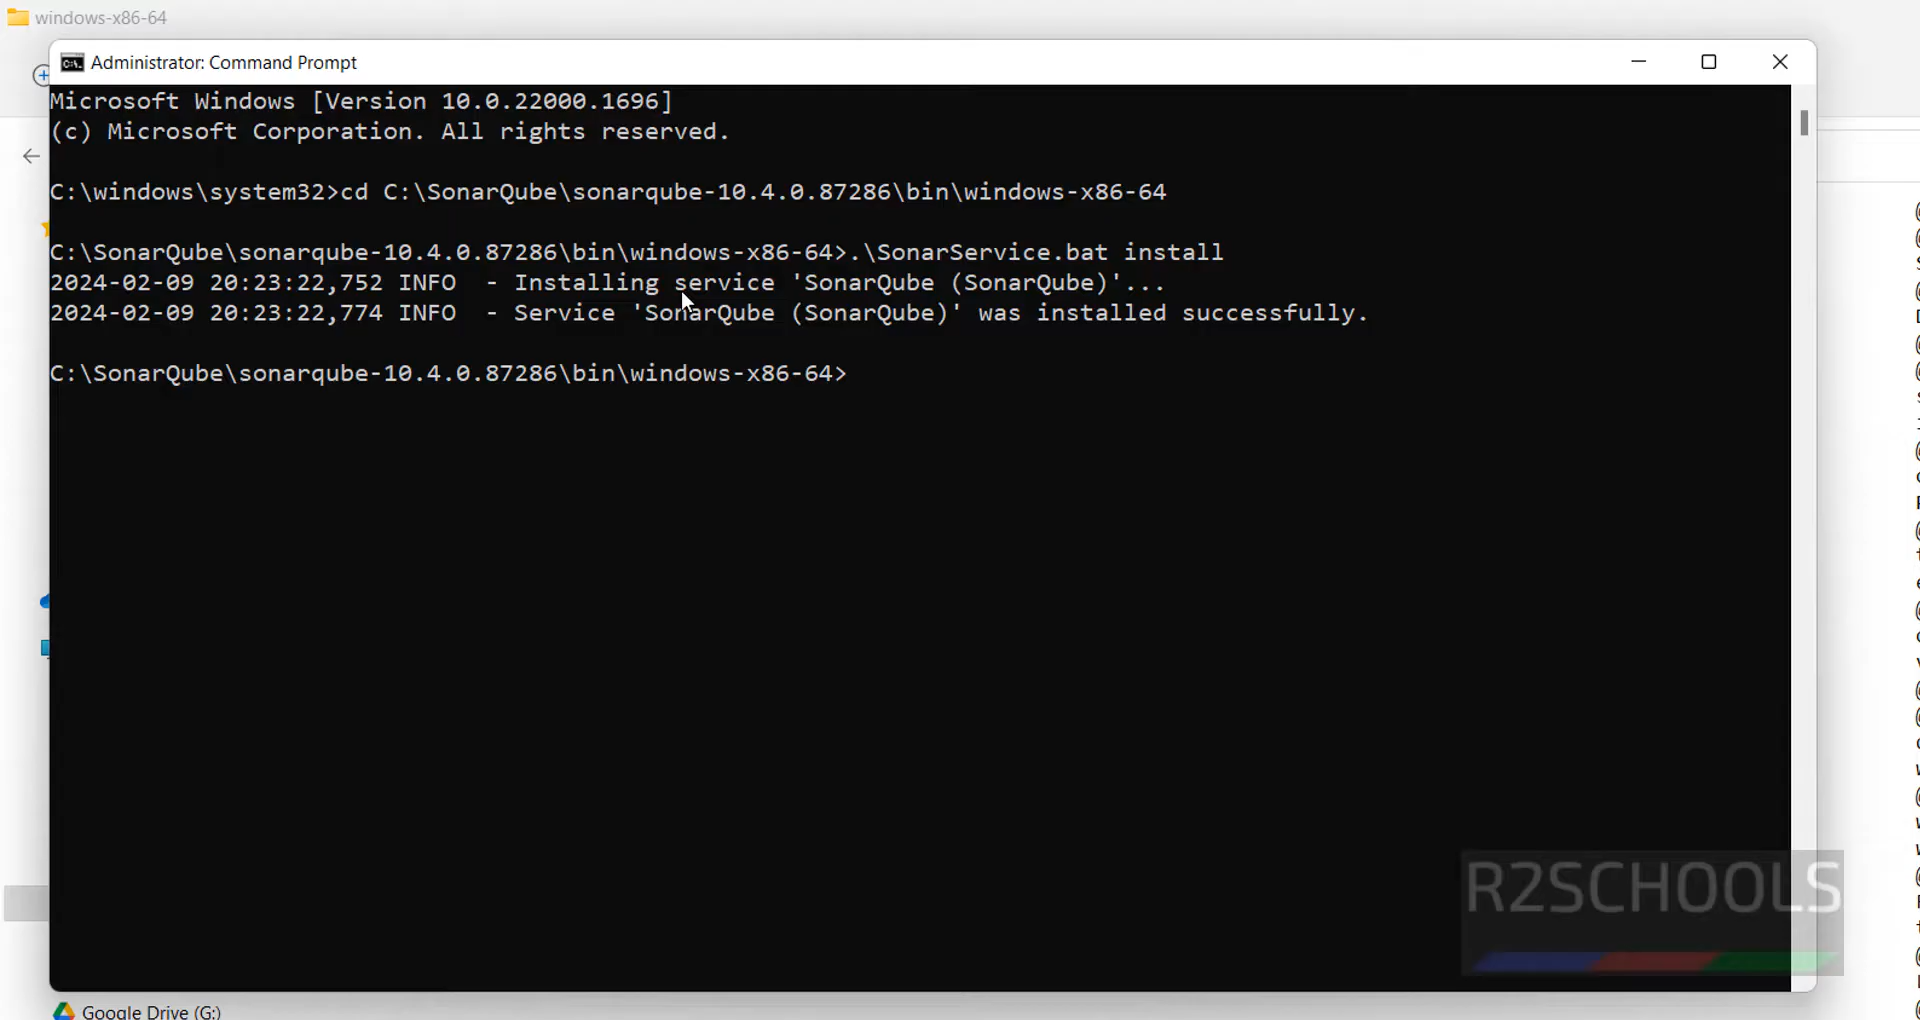 windows-x86-64
Administrator: Command Prompt
Microsoft Windows [Version 10.0.22000.1696]
(c) Microsoft Corporation. All rights reserved.
C:\windows\system32>cd C:\SonarQube\sonarqube-10.4.0.87286\bin\windows-x86-64
C:\SonarQube\sonarqube-10.4.0.87286\bin\windows-x86-64>.\SonarService.bat install
2024-02-09 20:23:22,752 INFO  - Installing service 'SonarQube (SonarQube)'...
2024-02-09 20:23:22,774 INFO  - Service 'SonarQube (SonarQube)' was installed successfully.
C:\SonarQube\sonarqube-10.4.0.87286\bin\windows-x86-64>
R2SCHOOLS
Google Drive (G:)